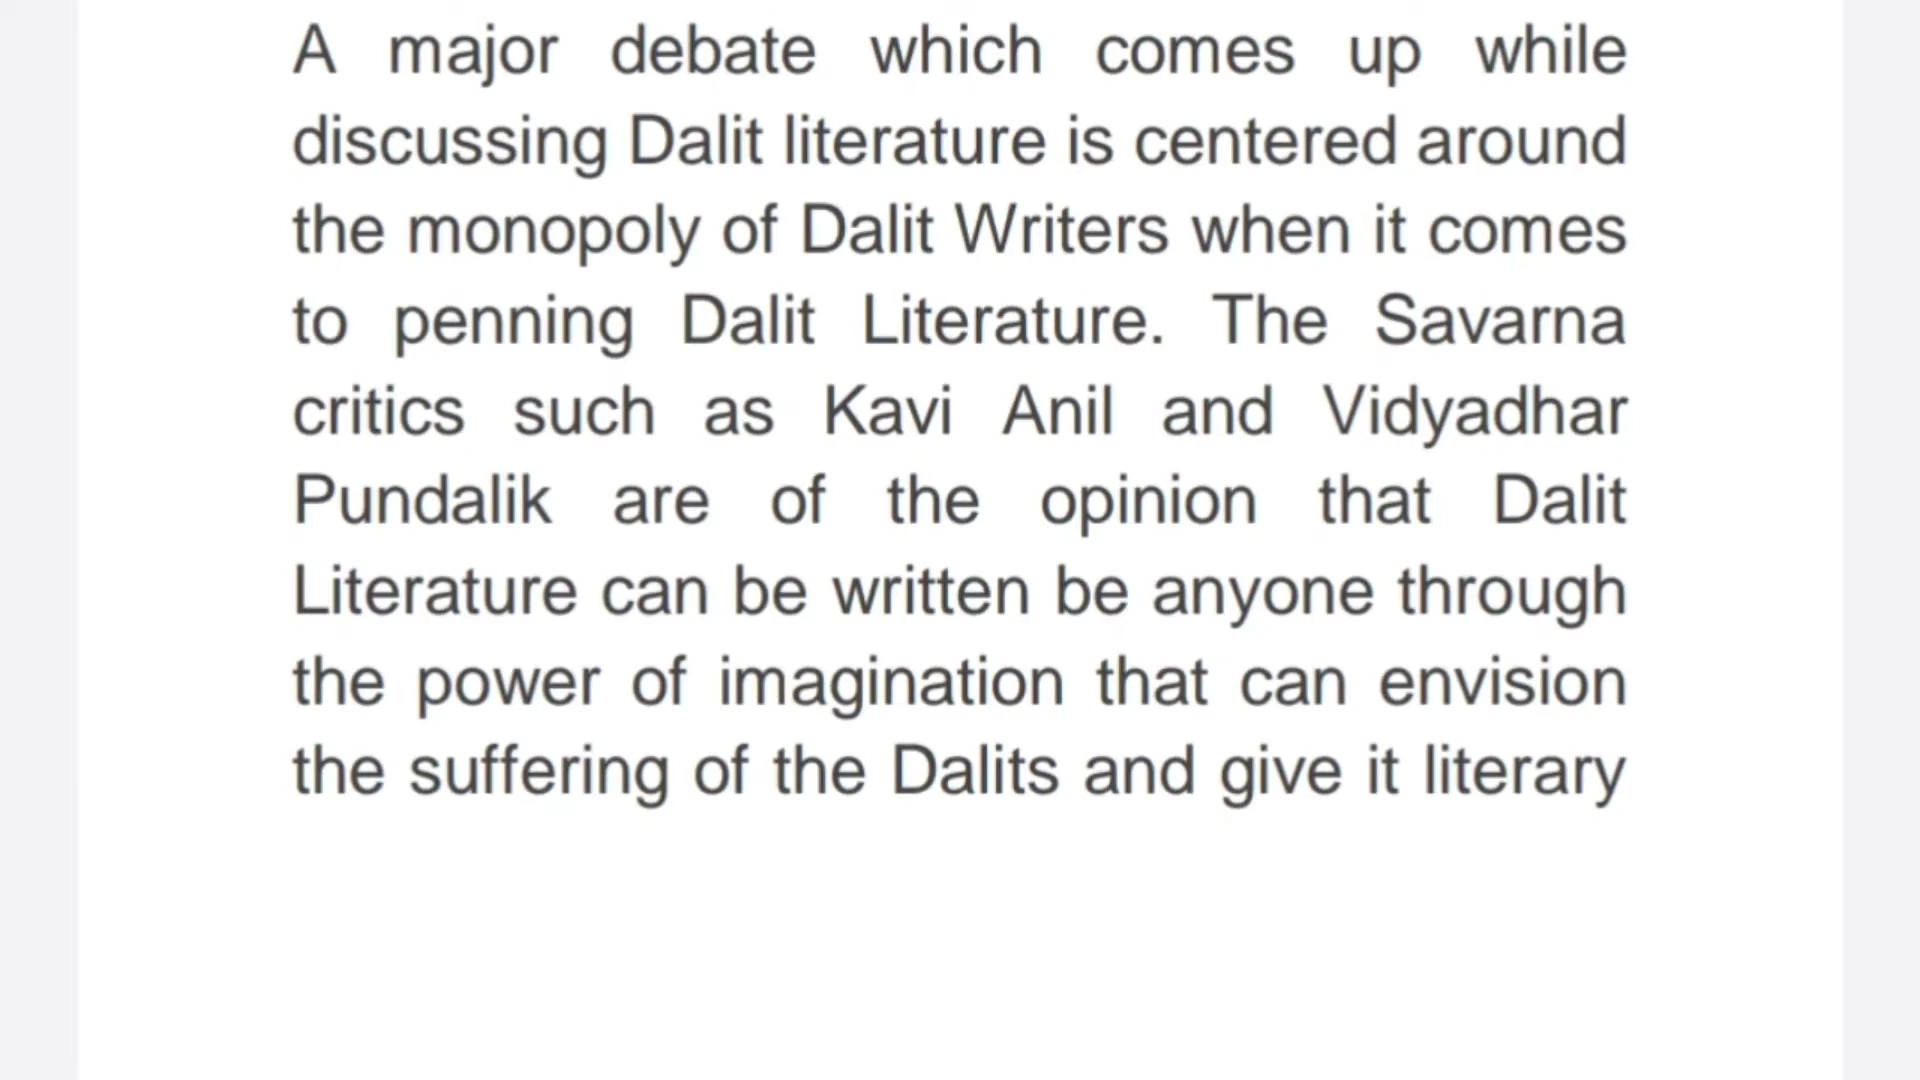 A major debate which comes up while
discussing Dalit literature is centered around
the monopoly of Dalit Writers when it comes
to penning Dalit Literature. The Savarna
critics such as Kavi Anil and Vidyadhar
Pundalik are of the opinion that Dalit
Literature can be written be anyone through
the power of imagination that can envision
the suffering of the Dalits and give it literary